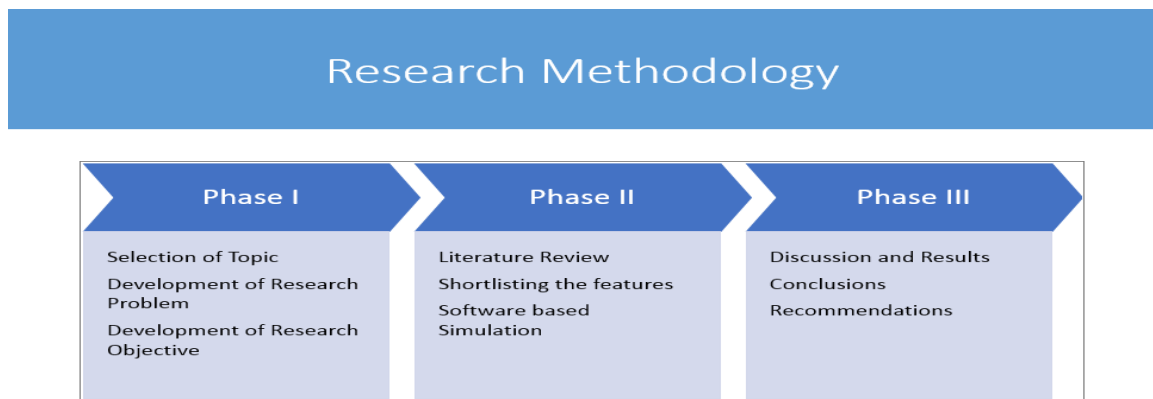 Research Methodology
Phase I
Selection of Topic
Development of Research
Problem
Development of Research
Objective
Phase II
Literature Review
Shortlisting the features
Software based
Simulation
Phase III
Discussion and Results
Conclusions
Recommendations